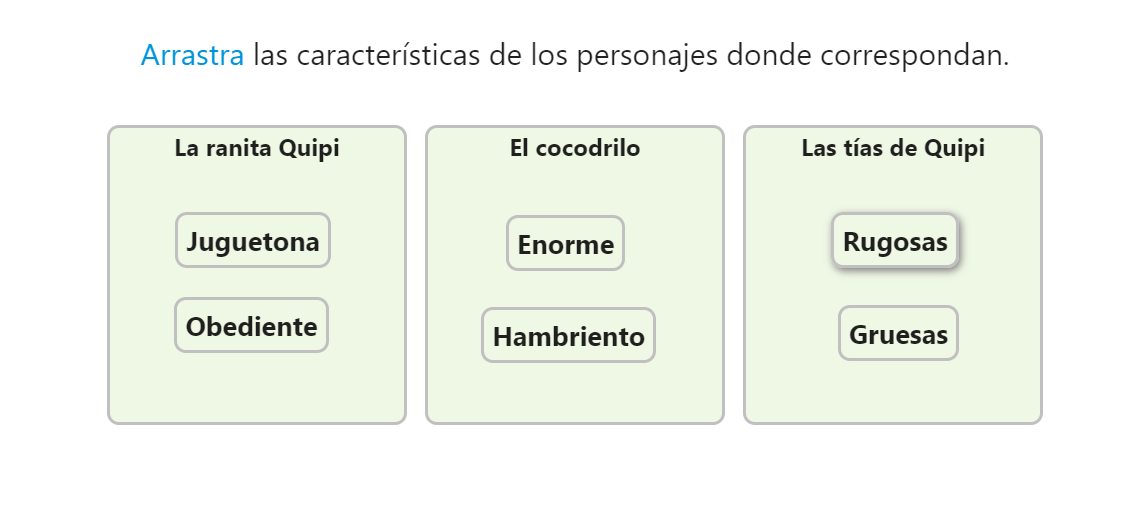 Arrastra las características de los personajes donde correspondan.
La ranita Quipi
Juguetona
Obediente
El cocodrilo
Enorme
Hambriento
Las tías de Quipi
Rugosas
Gruesas